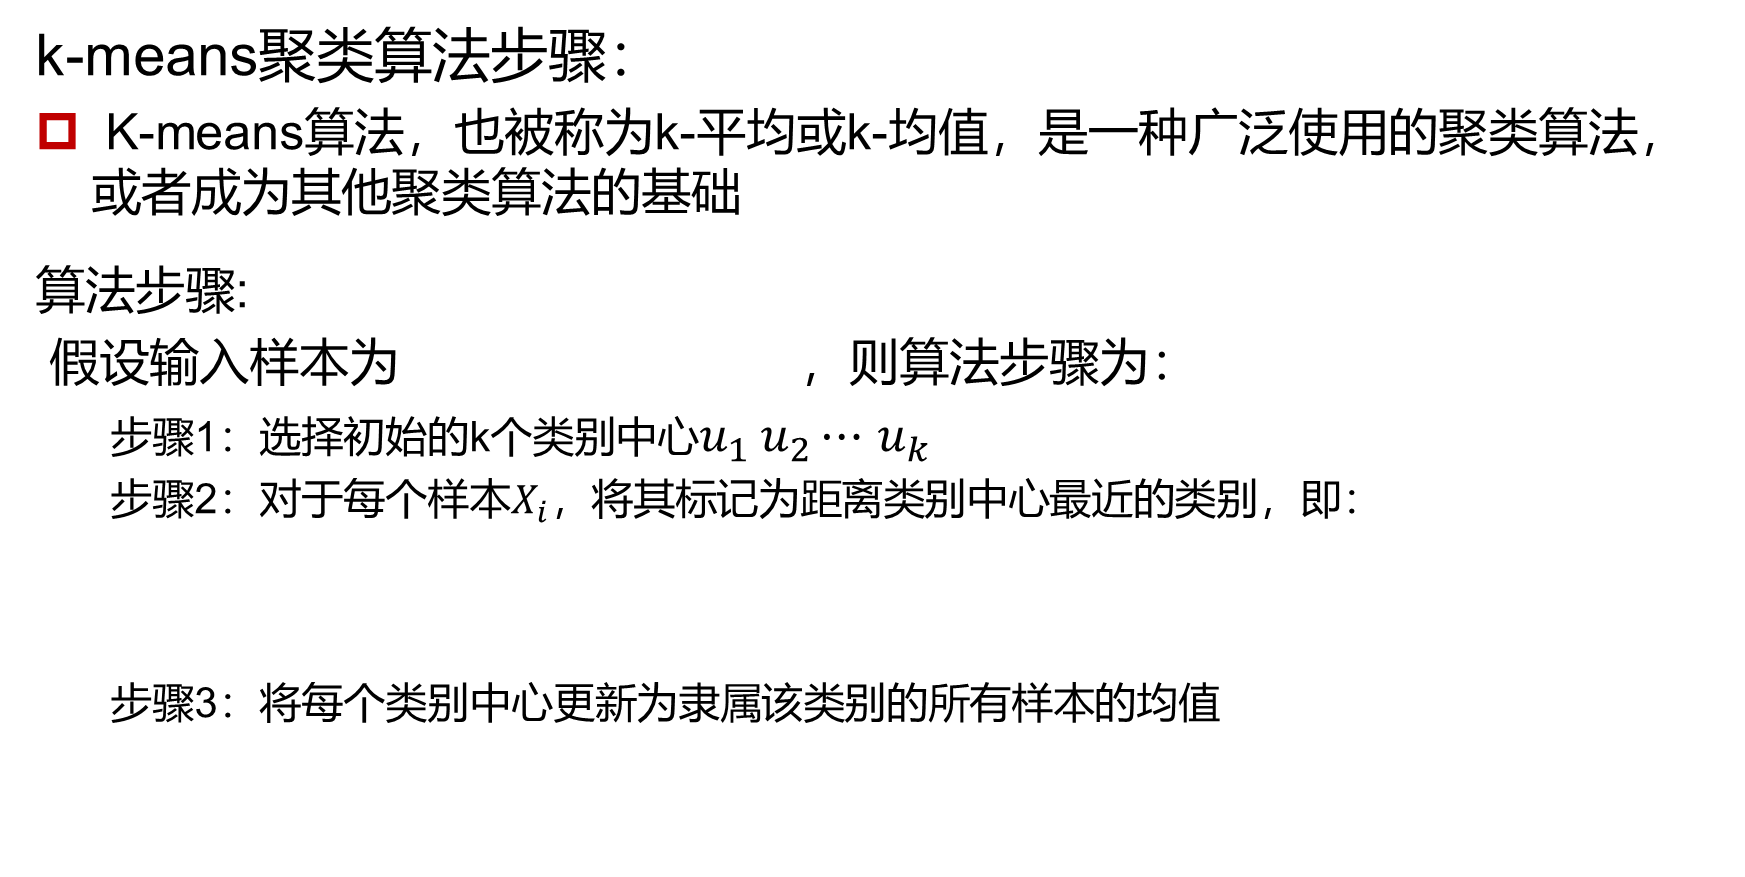 k-means聚类算法步骤：
K-means算法，也被称为k-平均或k-均值，是一种广泛使用的聚类算法，
或者成为其他聚类算法的基础
算法步骤:
假设输入样本为 ，则算法步骤为：
步骤1：选择初始的k个类别中心u₁ u₂ ⋯ uₖ
步骤2：对于每个样本Xᵢ，将其标记为距离类别中心最近的类别，即：
步骤3：将每个类别中心更新为隶属该类别的所有样本的均值